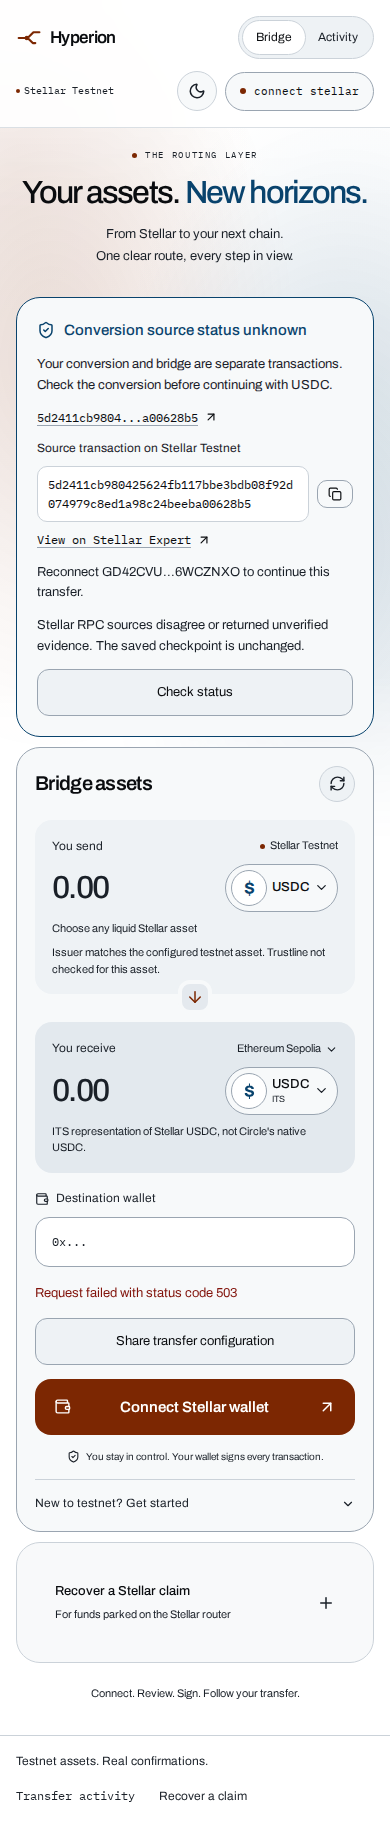 Hyperion
Bridge
Activity
Stellar Testnet
connect stellar
THE ROUTING LAYER
Your assets. New horizons.
From Stellar to your next chain.
One clear route, every step in view.
Conversion source status unknown
Your conversion and bridge are separate transactions.
Check the conversion before continuing with USDC.
5d2411cb9804...a00628b5
Source transaction on Stellar Testnet
5d2411cb980425624fb117bbe3bdb08f92d
074979c8ed1a98c24beeba00628b5
View on Stellar Expert
Reconnect GD42CVU...6WCZNXO to continue this
transfer.
Stellar RPC sources disagree or returned unverified
evidence. The saved checkpoint is unchanged.
Check status
Bridge assets
You send
Stellar Testnet
0.00
$ USDC
Choose any liquid Stellar asset
Issuer matches the configured testnet asset. Trustline not
checked for this asset.
You receive
Ethereum Sepolia
0.00
$ USDC
ITS
ITS representation of Stellar USDC, not Circle's native
USDC.
Destination wallet
0x...
Request failed with status code 503
Share transfer configuration
Connect Stellar wallet
You stay in control. Your wallet signs every transaction.
New to testnet? Get started
Recover a Stellar claim
For funds parked on the Stellar router
Connect. Review. Sign. Follow your transfer.
Testnet assets. Real confirmations.
Transfer activity
Recover a claim